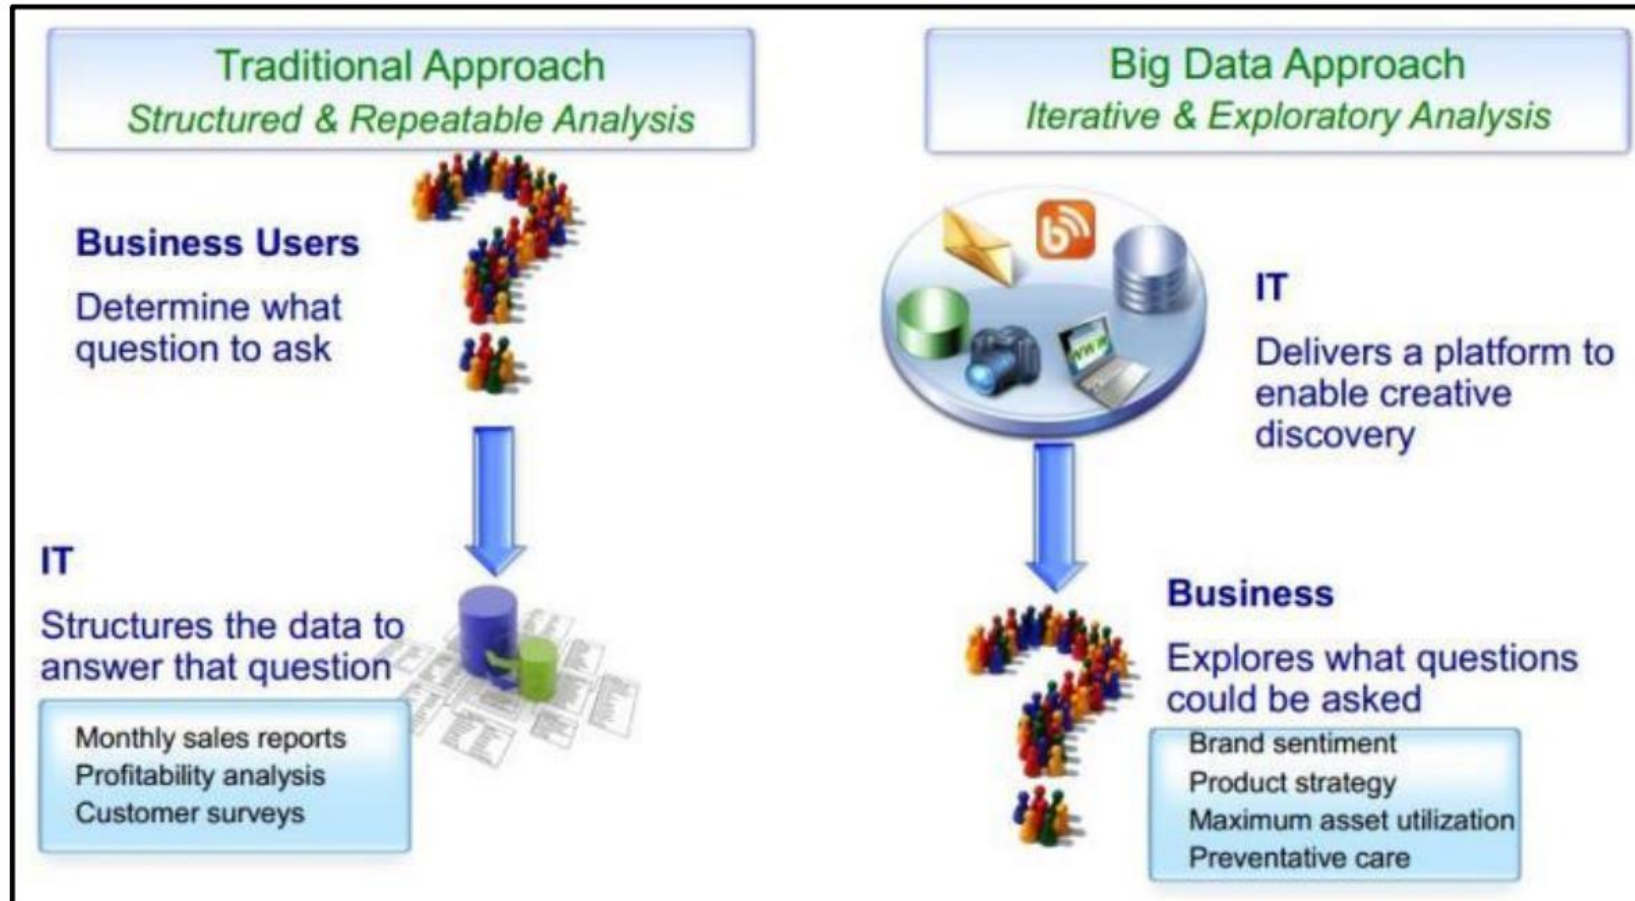 Traditional Approach
Structured & Repeatable Analysis
Business Users
Determine what
question to ask
IT
Structures the data to
answer that question
Monthly sales reports
Profitability analysis
Customer surveys
Big Data Approach
Iterative & Exploratory Analysis
IT
Delivers a platform to
enable creative
discovery
Business
Explores what questions
could be asked
Brand sentiment
Product strategy
Maximum asset utilization
Preventative care